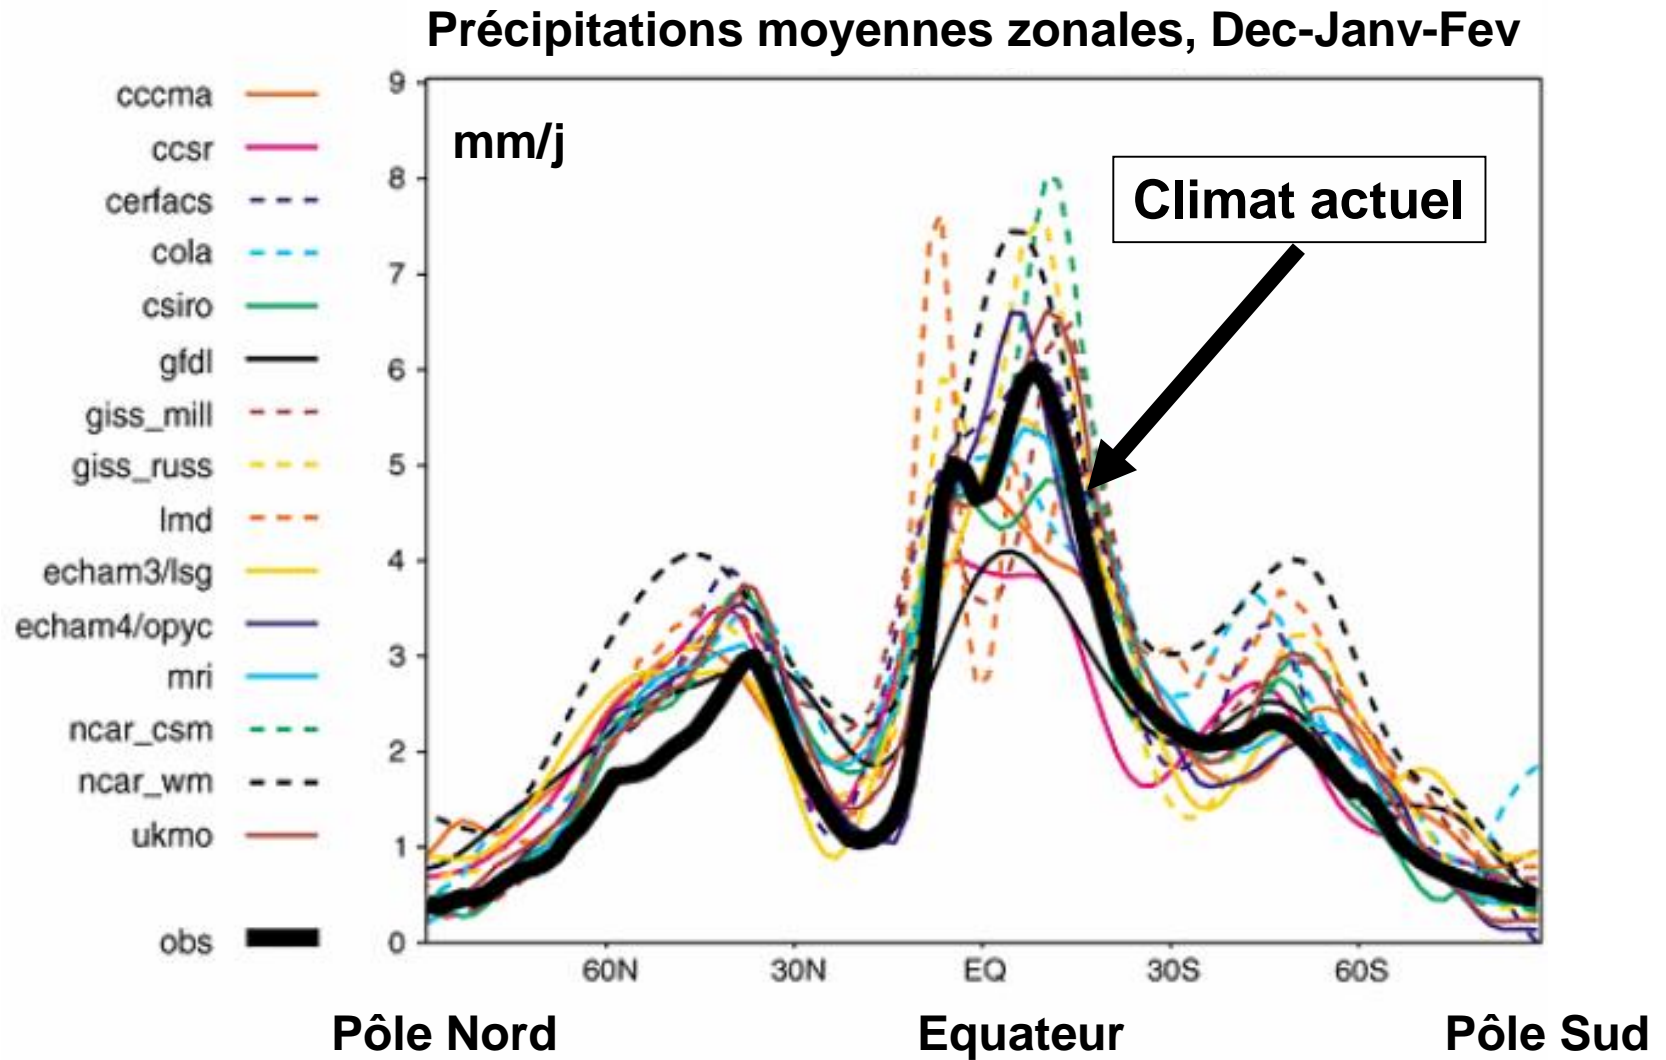 Précipitations moyennes zonales, Dec-Janv-Fev
mm/j
Climat actuel
cccma
ccsr
cerfacs
cola
csiro
gfdl
giss_mill
giss_russ
lmd
echam3/lsg
echam4/opyc
mri
ncar_csm
ncar_wm
ukmo
obs
9
8
7
6
5
4
3
2
1
0
60N 30N EQ 30S 60S
Pôle Nord Equateur Pôle Sud